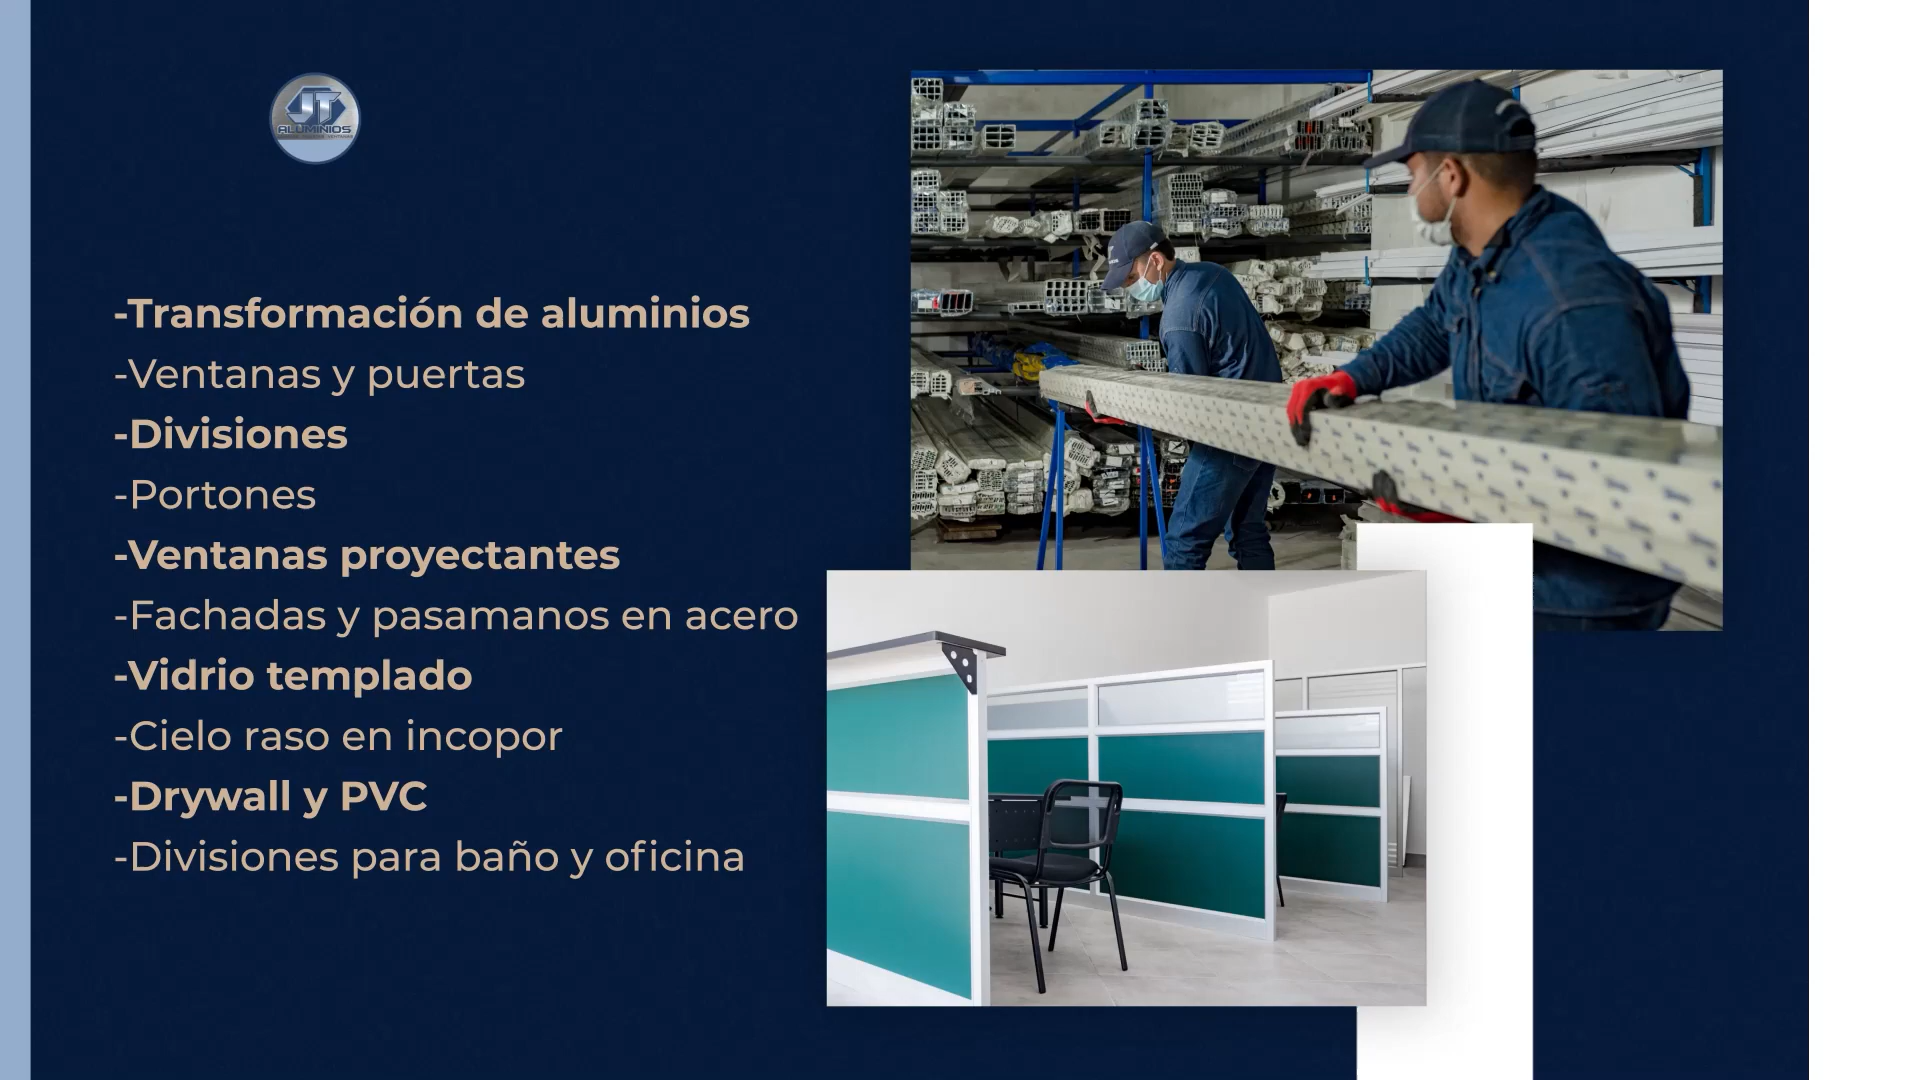 JT
ALUMINIOS
-Transformación de aluminios
-Ventanas y puertas
-Divisiones
-Portones
-Ventanas proyectantes
-Fachadas y pasamanos en acero
-Vidrio templado
-Cielo raso en incopor
-Drywall y PVC
-Divisiones para baño y oficina